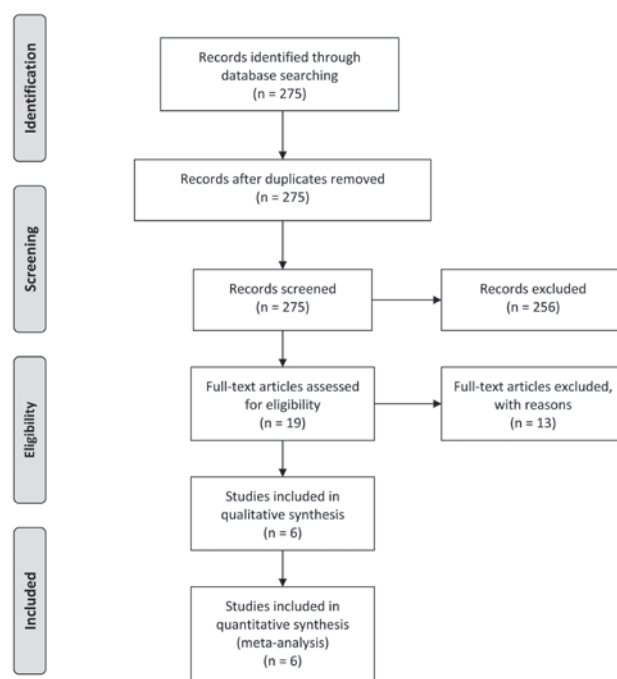 Identification
Records identified through
database searching
(n = 275)
Records after duplicates removed
(n = 275)
Screening
Records screened
(n = 275)
Records excluded
(n = 256)
Eligibility
Full-text articles assessed
for eligibility
(n = 19)
Full-text articles excluded,
with reasons
(n = 13)
Studies included in
qualitative synthesis
(n = 6)
Included
Studies included in
quantitative synthesis
(meta-analysis)
(n = 6)